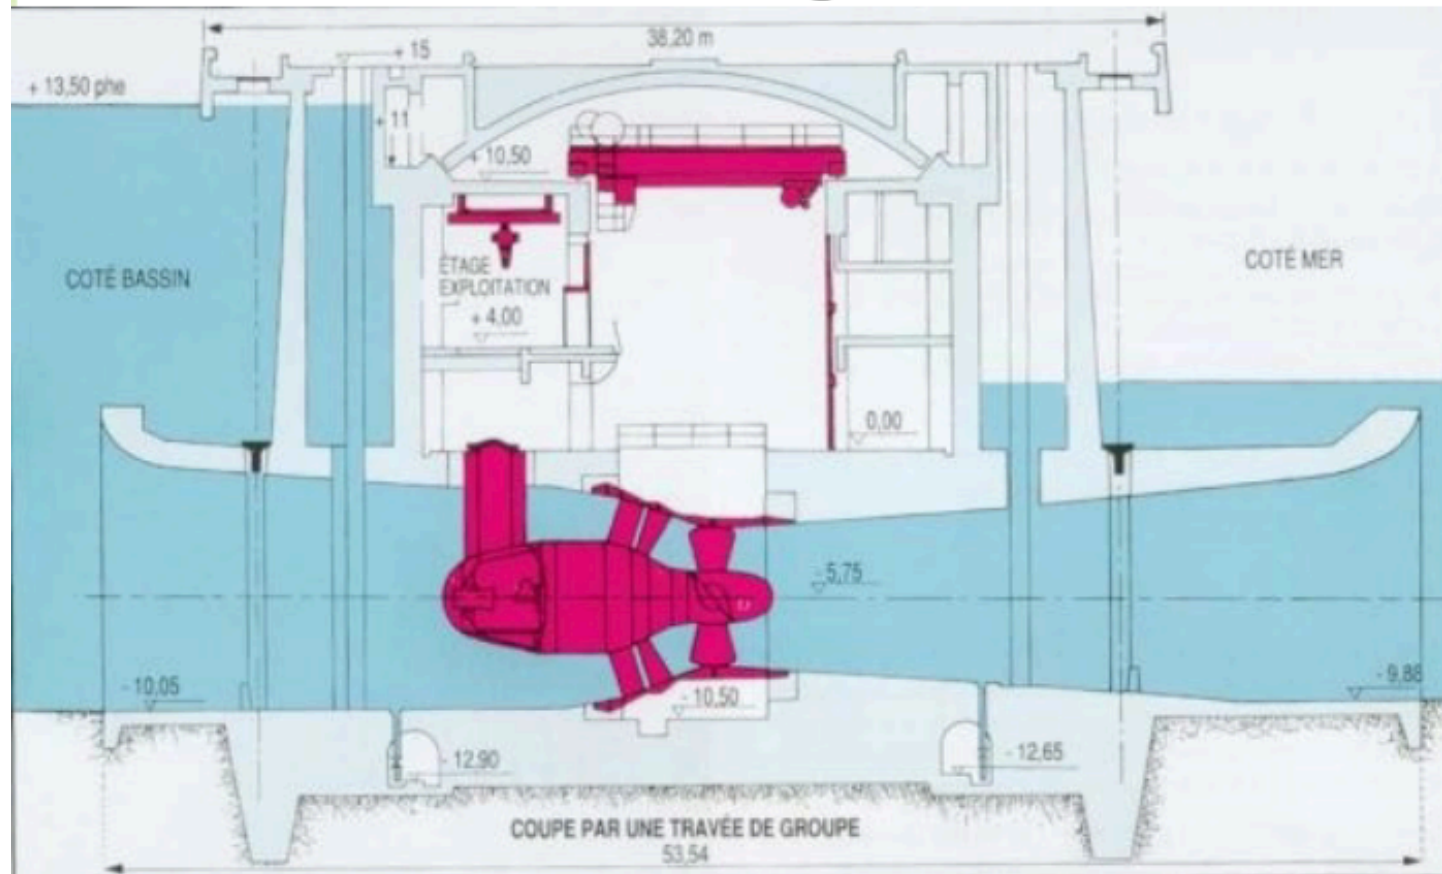 38,20 m
+ 15
+ 13,50 phe
+ 11
+ 10,50
COTÉ BASSIN
ETAGE
EXPLOITATION
+ 4,00
COTÉ MER
0,00
- 5,75
- 10,05
- 10,50
- 9,88
- 12,90
- 12,65
COUPE PAR UNE TRAVÉE DE GROUPE
53,54